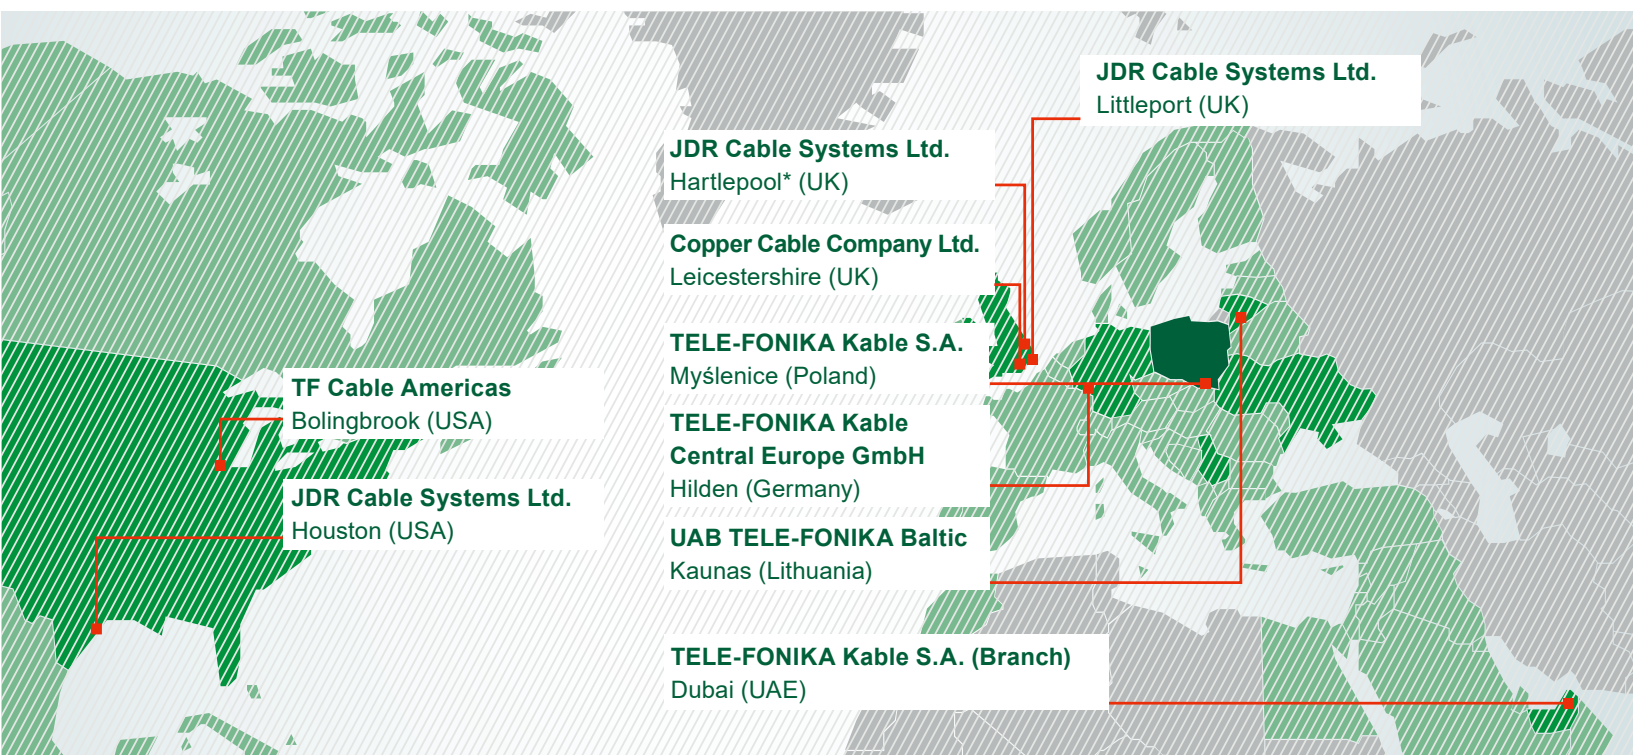 JDR Cable Systems Ltd.
Littleport (UK)
JDR Cable Systems Ltd.
Hartlepool* (UK)
Copper Cable Company Ltd.
Leicestershire (UK)
TELE-FONIKA Kable S.A.
Myślenice (Poland)
TF Cable Americas
Bolingbrook (USA)
TELE-FONIKA Kable
Central Europe GmbH
Hilden (Germany)
JDR Cable Systems Ltd.
Houston (USA)
UAB TELE-FONIKA Baltic
Kaunas (Lithuania)
TELE-FONIKA Kable S.A. (Branch)
Dubai (UAE)